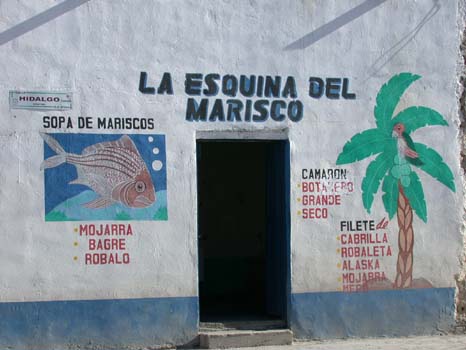 LA ESQUINA DEL
MARISCO
HIDALGO
SOPA DE MARISCOS
MOJARRA
BAGRE
ROBALO
CAMARON
BOTANERO
GRANDE
SECO
FILETE de
CABRILLA
ROBALETA
ALASKA
MOJARRA
MERO